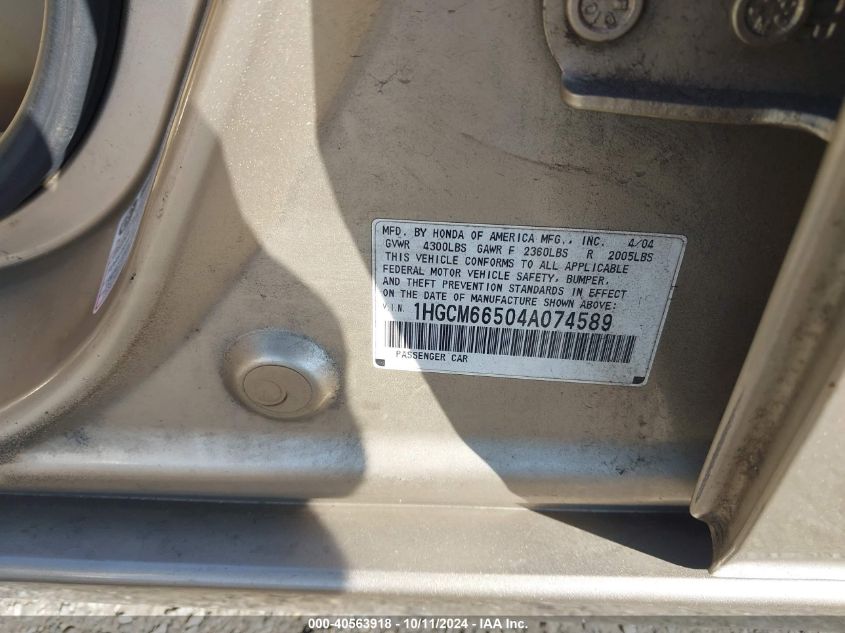 MFD. BY HONDA OF AMERICA MFG., INC. 4/04
GVWR 4300LBS GAWR F 2360LBS R 2005LBS
THIS VEHICLE CONFORMS TO ALL APPLICABLE
FEDERAL MOTOR VEHICLE SAFETY, BUMPER,
AND THEFT PREVENTION STANDARDS IN EFFECT
ON THE DATE OF MANUFACTURE SHOWN ABOVE:
V.I.N. 1HGCM66504A074589
PASSENGER CAR
000-40563918 - 10/11/2024 - © IAA, Inc.